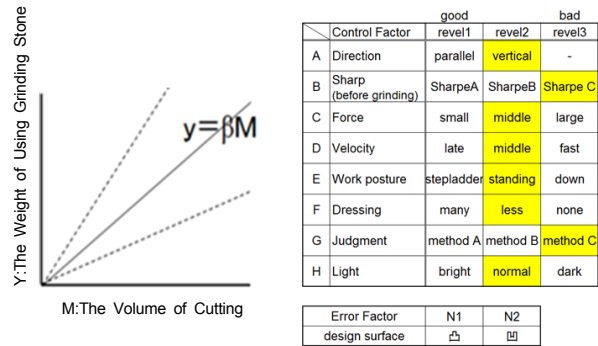 Y:The Weight of Using Grinding Stone
y=βM
M:The Volume of Cutting
good bad
Control Factor revel1 revel2 revel3
A Direction parallel vertical -
B Sharp (before grinding) SharpeA SharpeB Sharpe C
C Force small middle large
D Velocity late middle fast
E Work posture stepladder standing down
F Dressing many less none
G Judgment method A method B method C
H Light bright normal dark
Error Factor N1 N2
design surface 凸 凹